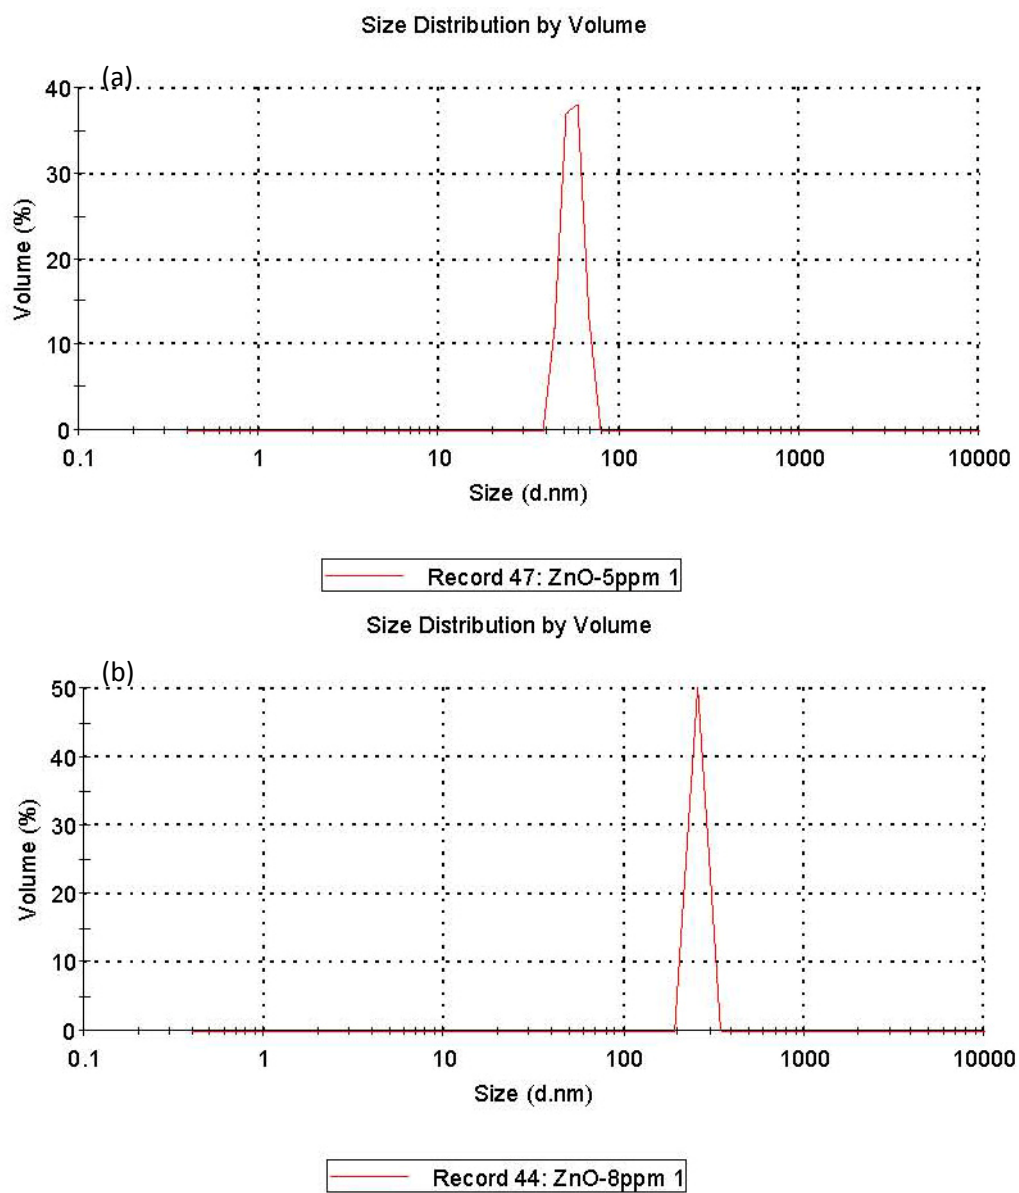 Size Distribution by Volume
(a)
40
30
20
10
0
Volume (%)
0.1 1 10 100 1000 10000
Size (d.nm)
Record 47: ZnO-5ppm 1
Size Distribution by Volume
(b)
50
40
30
20
10
0
Volume (%)
0.1 1 10 100 1000 10000
Size (d.nm)
Record 44: ZnO-8ppm 1